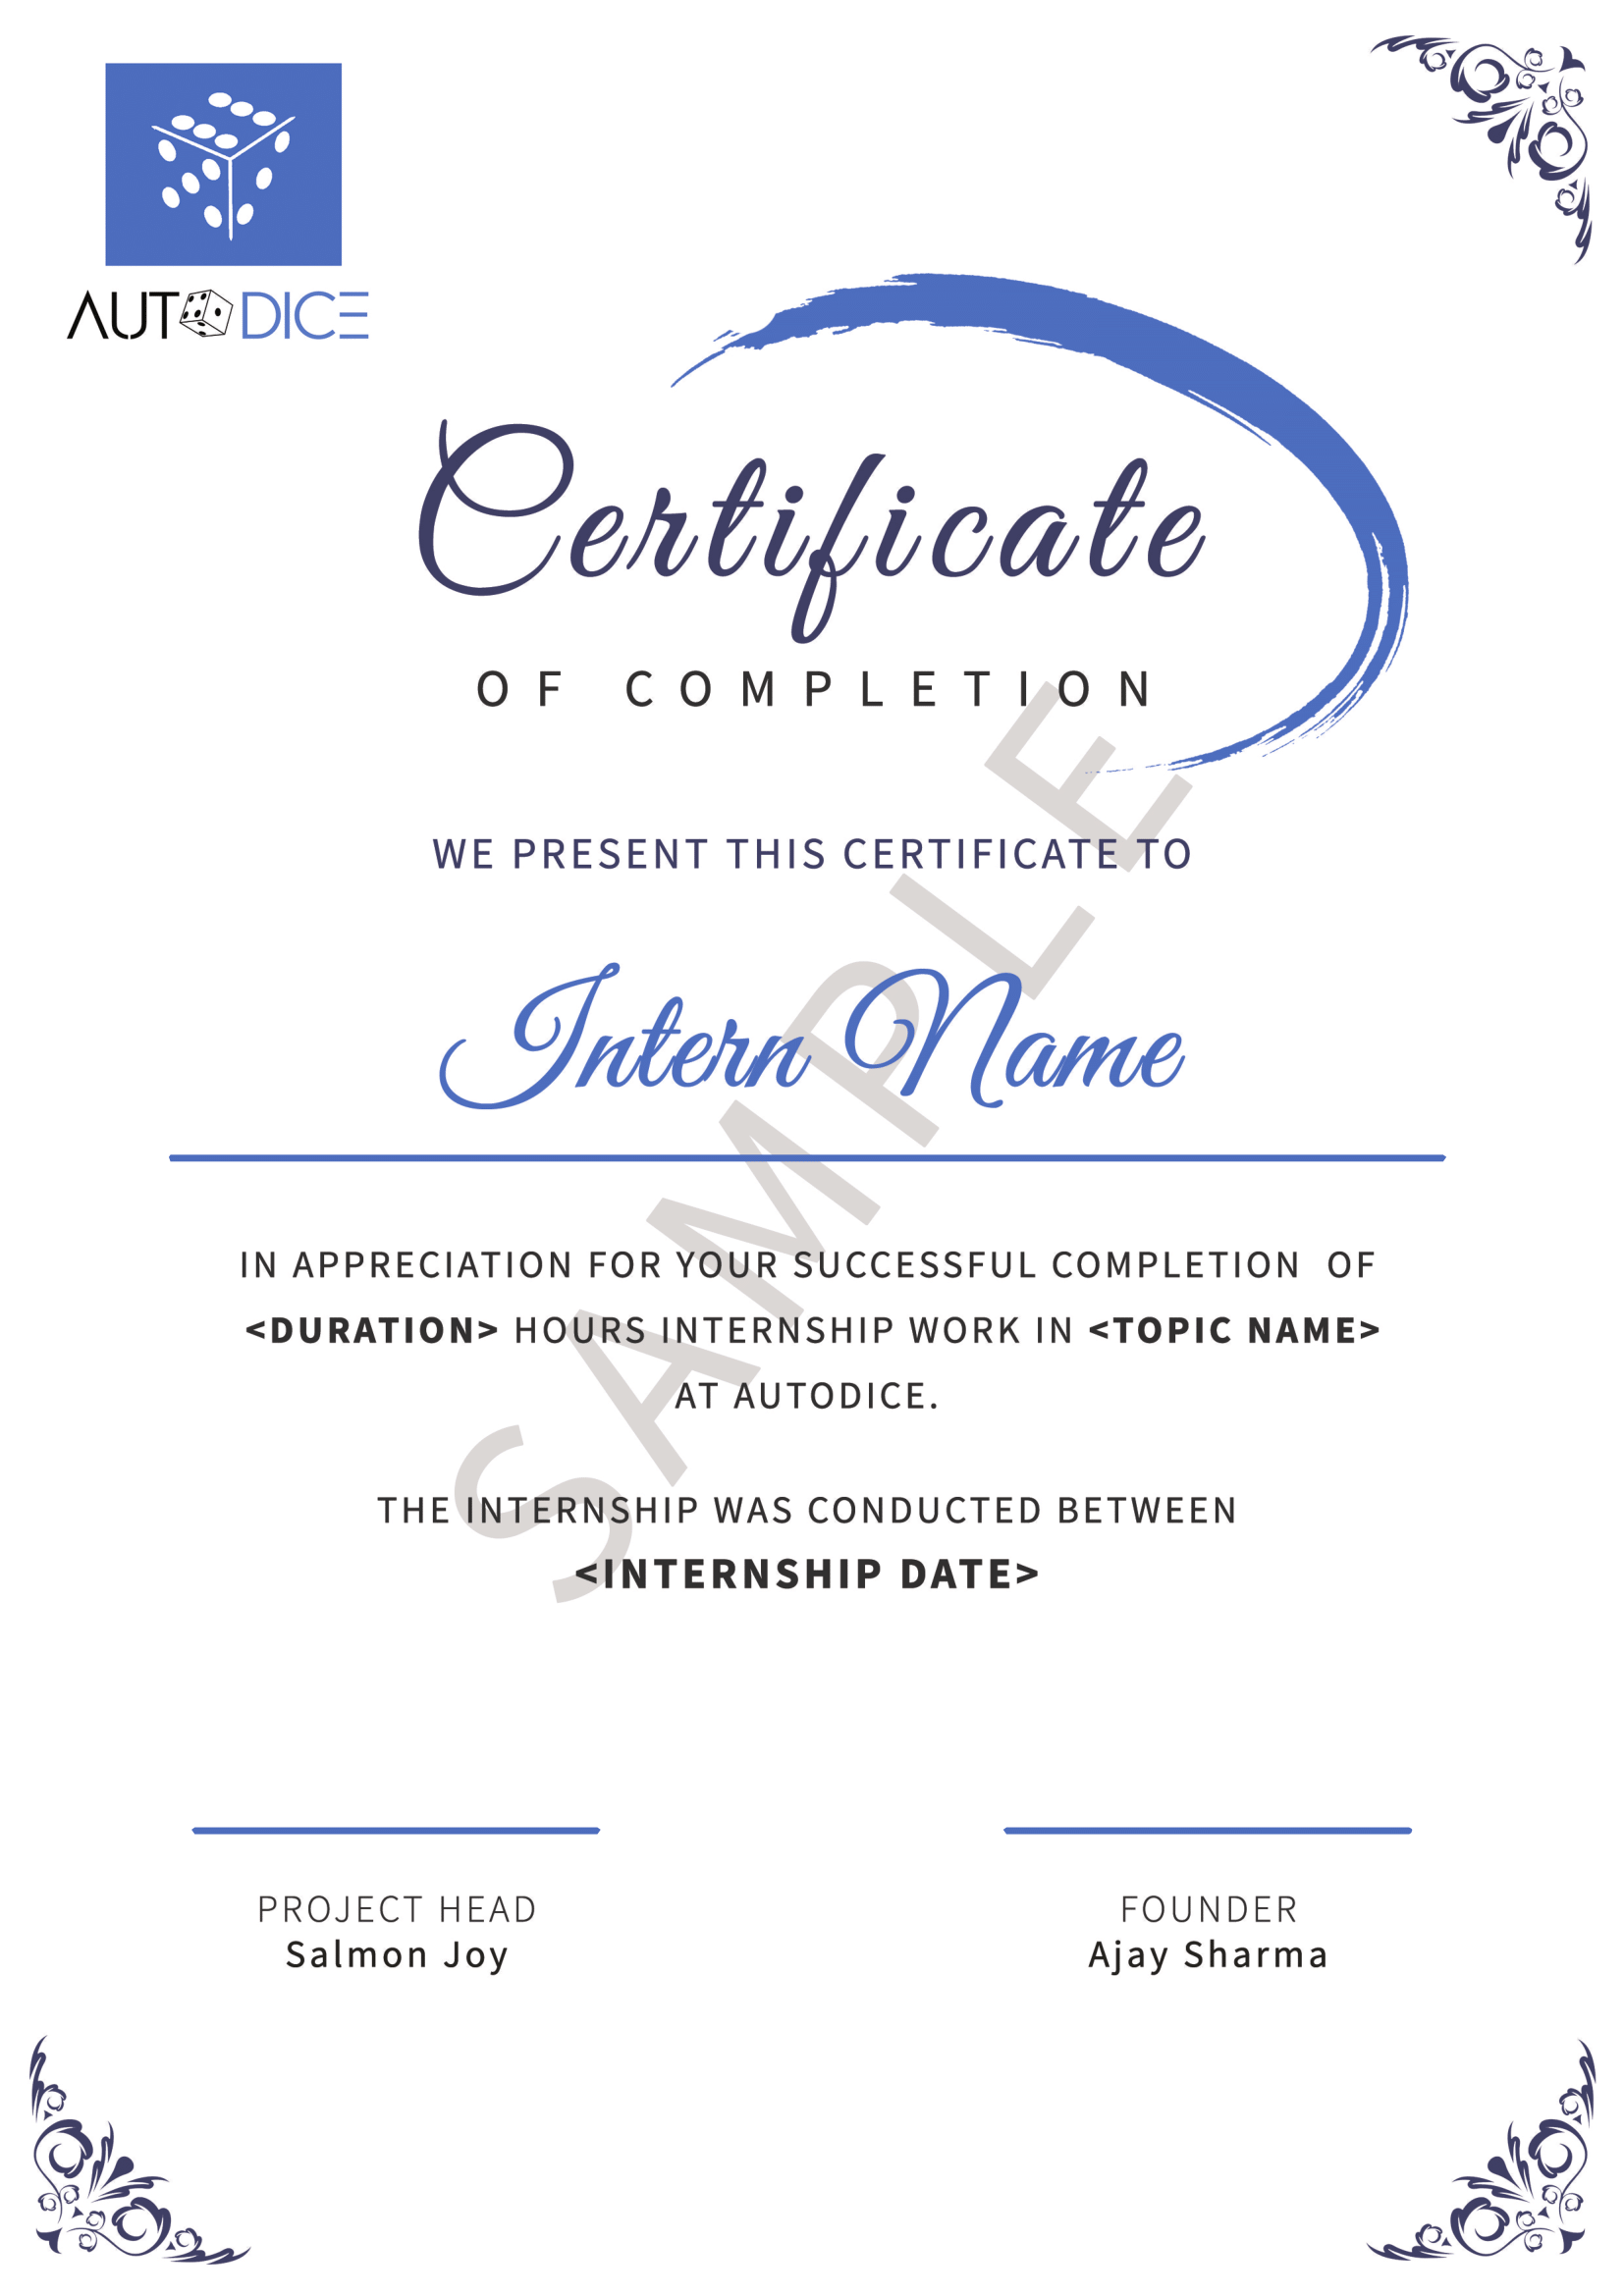 AUTODICE
Certificate
OF COMPLETION
WE PRESENT THIS CERTIFICATE TO
Intern Name
IN APPRECIATION FOR YOUR SUCCESSFUL COMPLETION OF
<DURATION> HOURS INTERNSHIP WORK IN <TOPIC NAME>
AT AUTODICE.
THE INTERNSHIP WAS CONDUCTED BETWEEN
<INTERNSHIP DATE>
SAMPLE
PROJECT HEAD
Salmon Joy
FOUNDER
Ajay Sharma